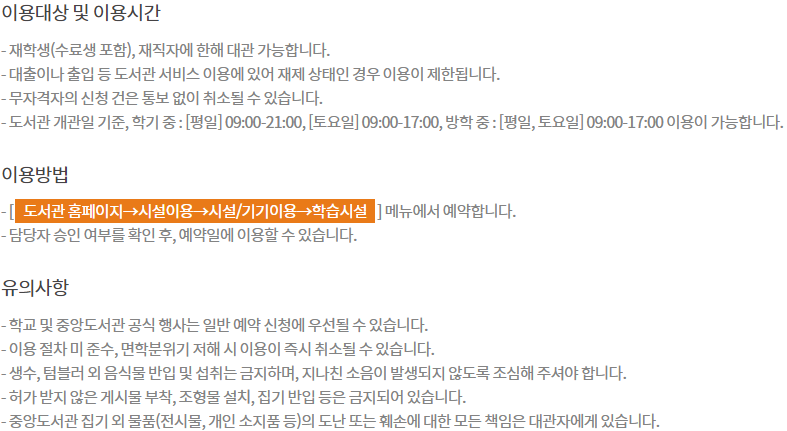 이용대상 및 이용시간
- 재학생(수료생 포함), 재직자에 한해 대관 가능합니다.
- 대출이나 출입 등 도서관 서비스 이용에 있어 재제 상태인 경우 이용이 제한됩니다.
- 무자격자의 신청 건은 통보 없이 취소될 수 있습니다.
- 도서관 개관일 기준, 학기 중 : [평일] 09:00-21:00, [토요일] 09:00-17:00, 방학 중 : [평일, 토요일] 09:00-17:00 이용이 가능합니다.
이용방법
- [ 도서관 홈페이지→시설이용→시설/기기이용→학습시설 ] 메뉴에서 예약합니다.
- 담당자 승인 여부를 확인 후, 예약일에 이용할 수 있습니다.
유의사항
- 학교 및 중앙도서관 공식 행사는 일반 예약 신청에 우선될 수 있습니다.
- 이용 절차 미 준수, 면학분위기 저해 시 이용이 즉시 취소될 수 있습니다.
- 생수, 텀블러 외 음식물 반입 및 섭취는 금지하며, 지나친 소음이 발생되지 않도록 조심해 주셔야 합니다.
- 허가 받지 않은 게시물 부착, 조형물 설치, 집기 반입 등은 금지되어 있습니다.
- 중앙도서관 집기 외 물품(전시물, 개인 소지품 등)의 도난 또는 훼손에 대한 모든 책임은 대관자에게 있습니다.